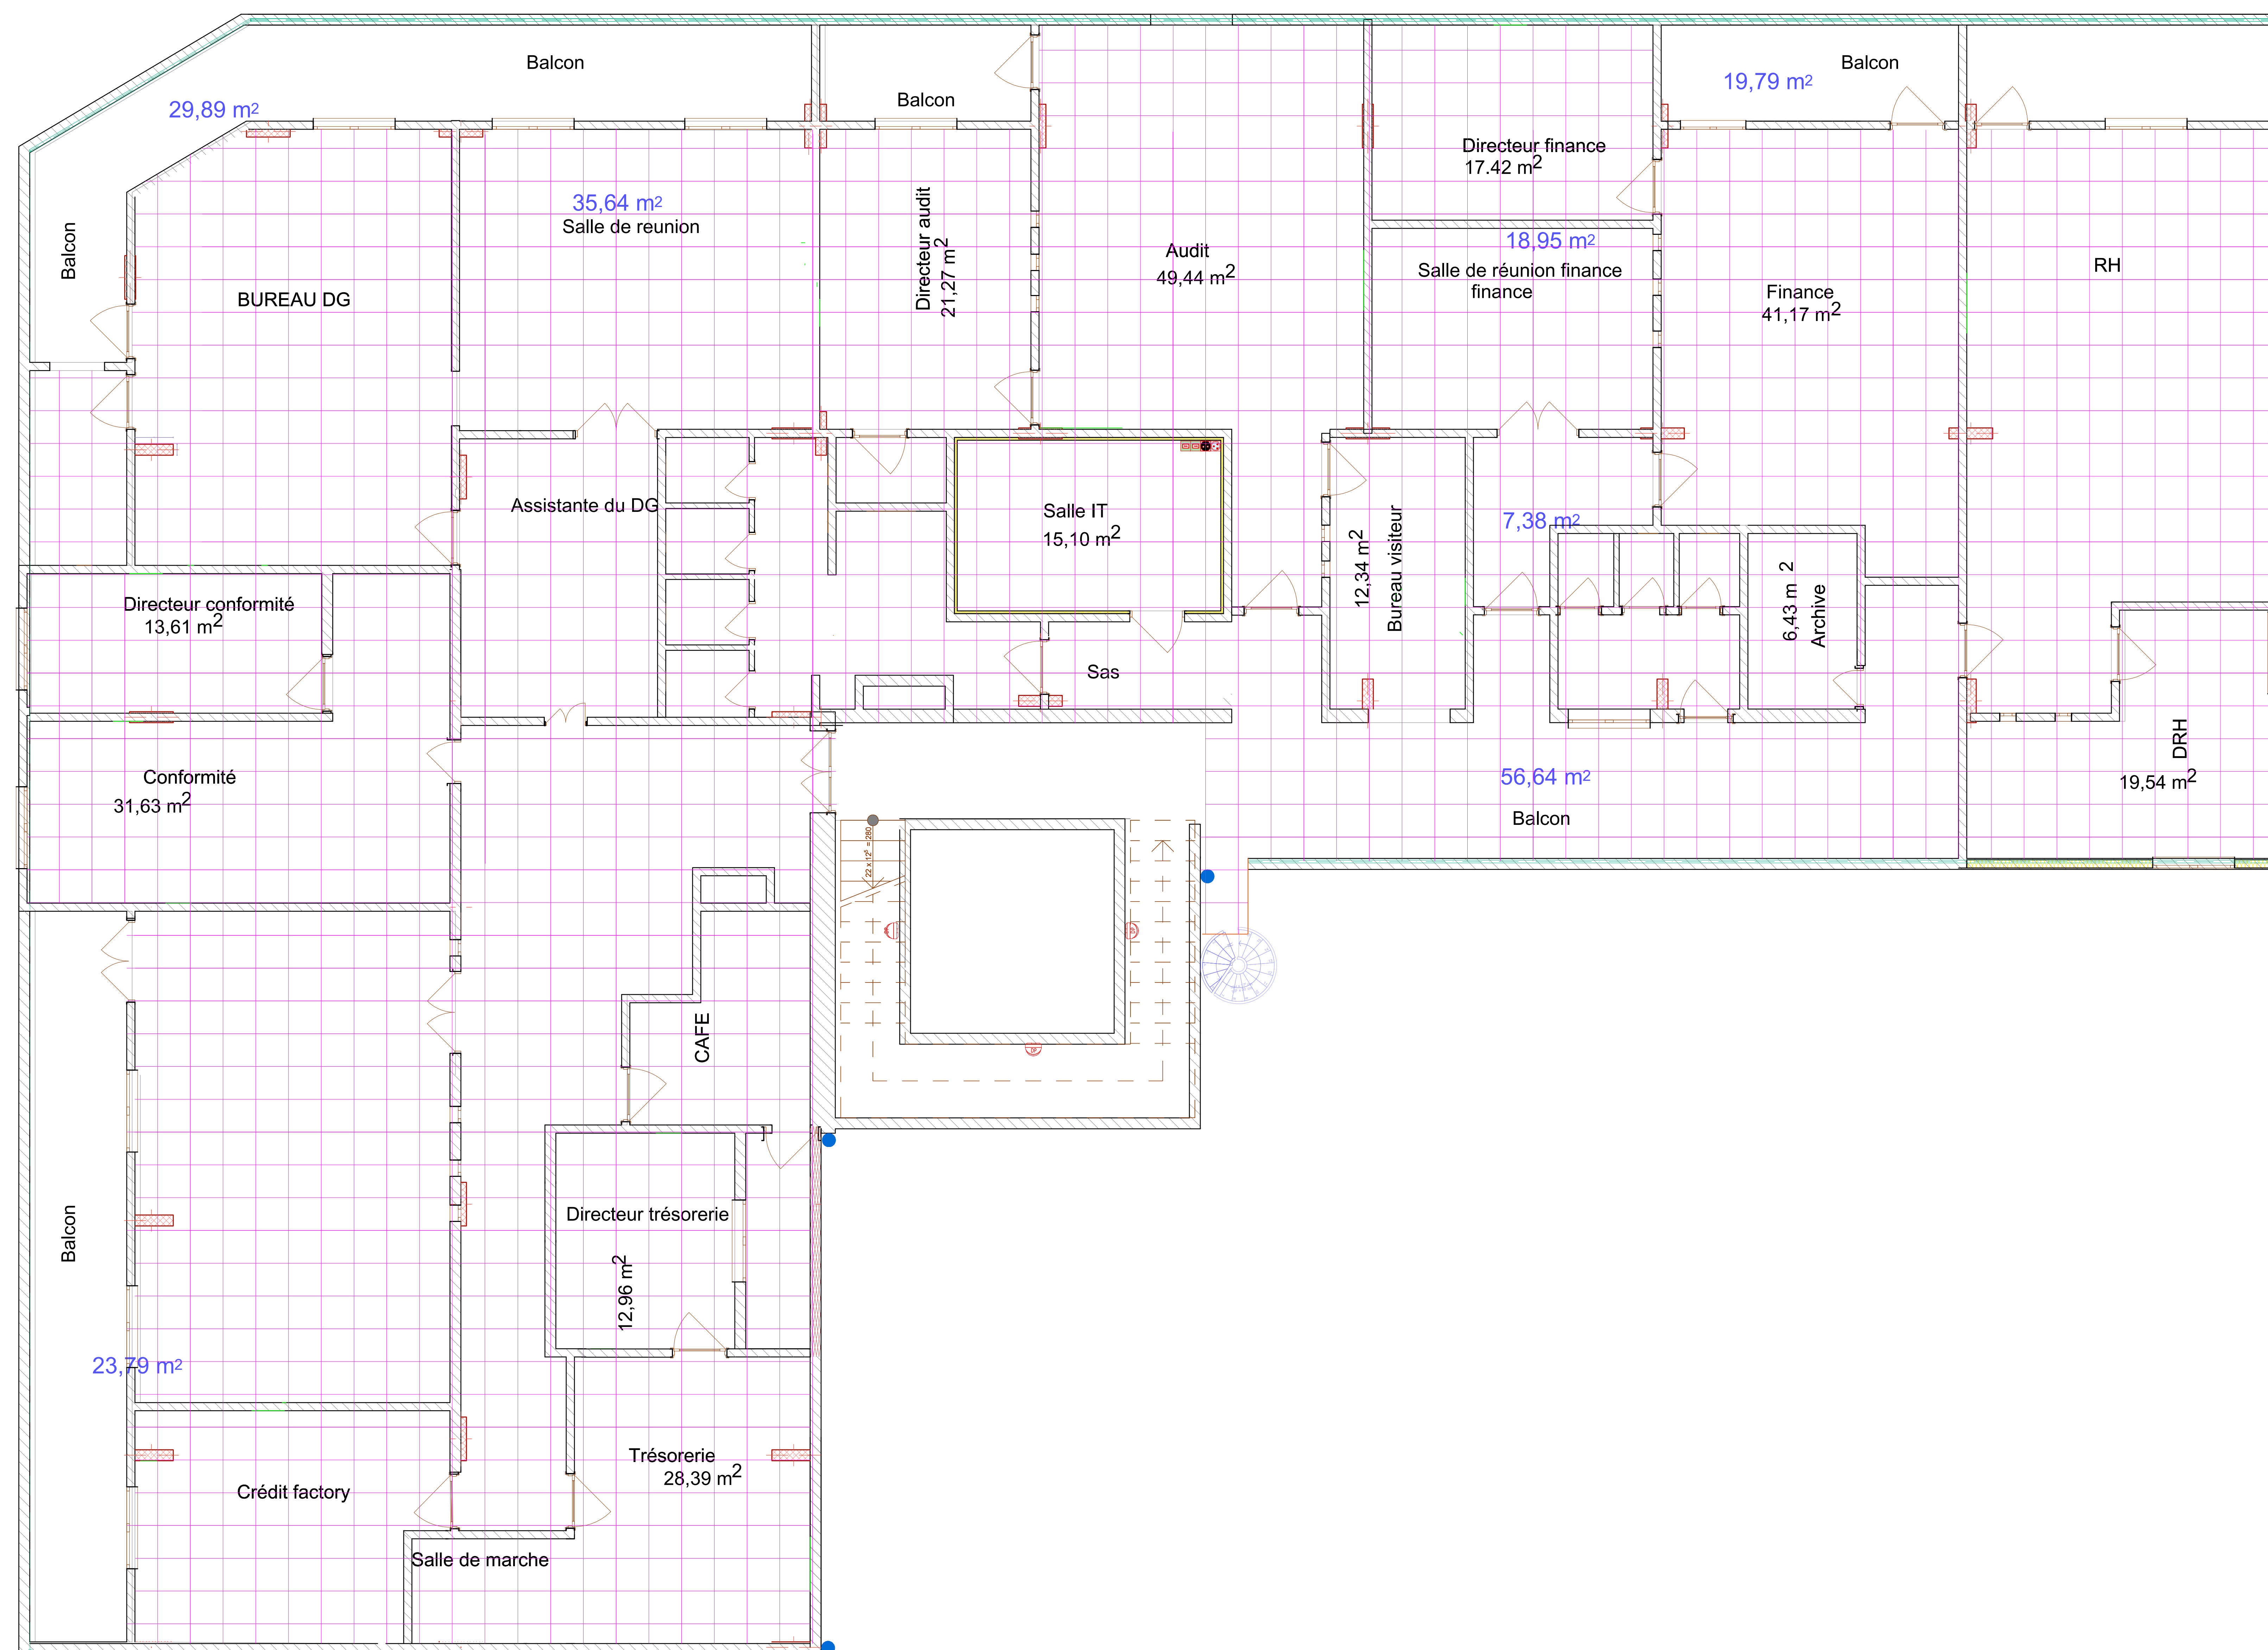 Balcon
Balcon
Balcon
29,89 m2
19,79 m2
Directeur finance
17.42 m2
35,64 m2
Salle de reunion
Balcon
BUREAU DG
Directeur audit
21,27 m2
Audit
49,44 m2
18,95 m2
Salle de réunion finance
finance
Finance
41,17 m2
RH
Assistante du DG
Salle IT
15,10 m2
12,34 m2
Bureau visiteur
7,38 m2
6,43 m 2
Archive
Directeur conformité
13,61 m2
Sas
Conformité
31,63 m2
56,64 m2
Balcon
DRH
19,54 m2
22 x 12⁵ = 280
CAFE
Balcon
Directeur trésorerie
12,96 m2
23,79 m2
Trésorerie
28,39 m2
Crédit factory
Salle de marche